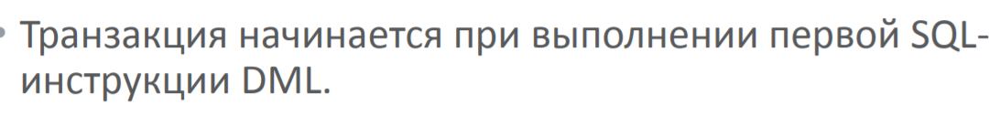 • Транзакция начинается при выполнении первой SQL-
инструкции DML.